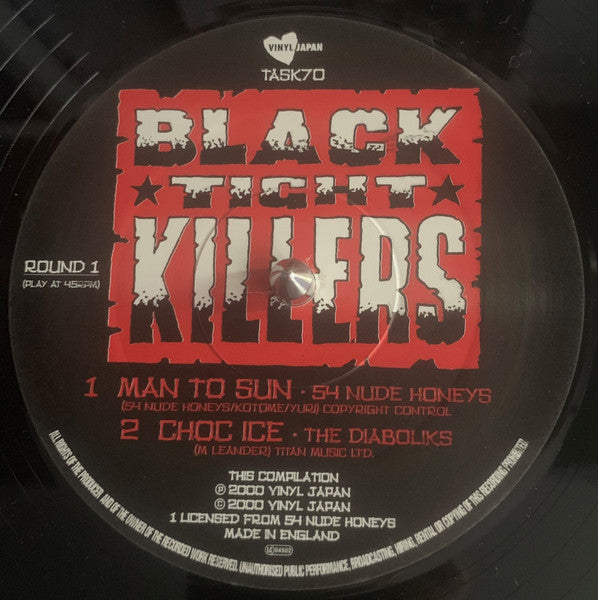 VINYL JAPAN
TASK70
BLACK
TIGHT
KILLERS
ROUND 1
(PLAY AT 45RPM)
1 MAN TO SUN · 54 NUDE HONEYS
(54 NUDE HONEYS/KOTOME/YURI) COPYRIGHT CONTROL
2 CHOC ICE · THE DIABOLIKS
(M LEANDER) TITAN MUSIC LTD.
THIS COMPILATION
℗ 2000 VINYL JAPAN
© 2000 VINYL JAPAN
1 LICENSED FROM 54 NUDE HONEYS
MADE IN ENGLAND
ALL RIGHTS OF THE PRODUCER AND OF THE OWNER OF THE RECORDED WORK RESERVED. UNAUTHORISED PUBLIC PERFORMANCE, BROADCASTING, HIRING, RENTAL OR COPYING OF THIS RECORDING PROHIBITED